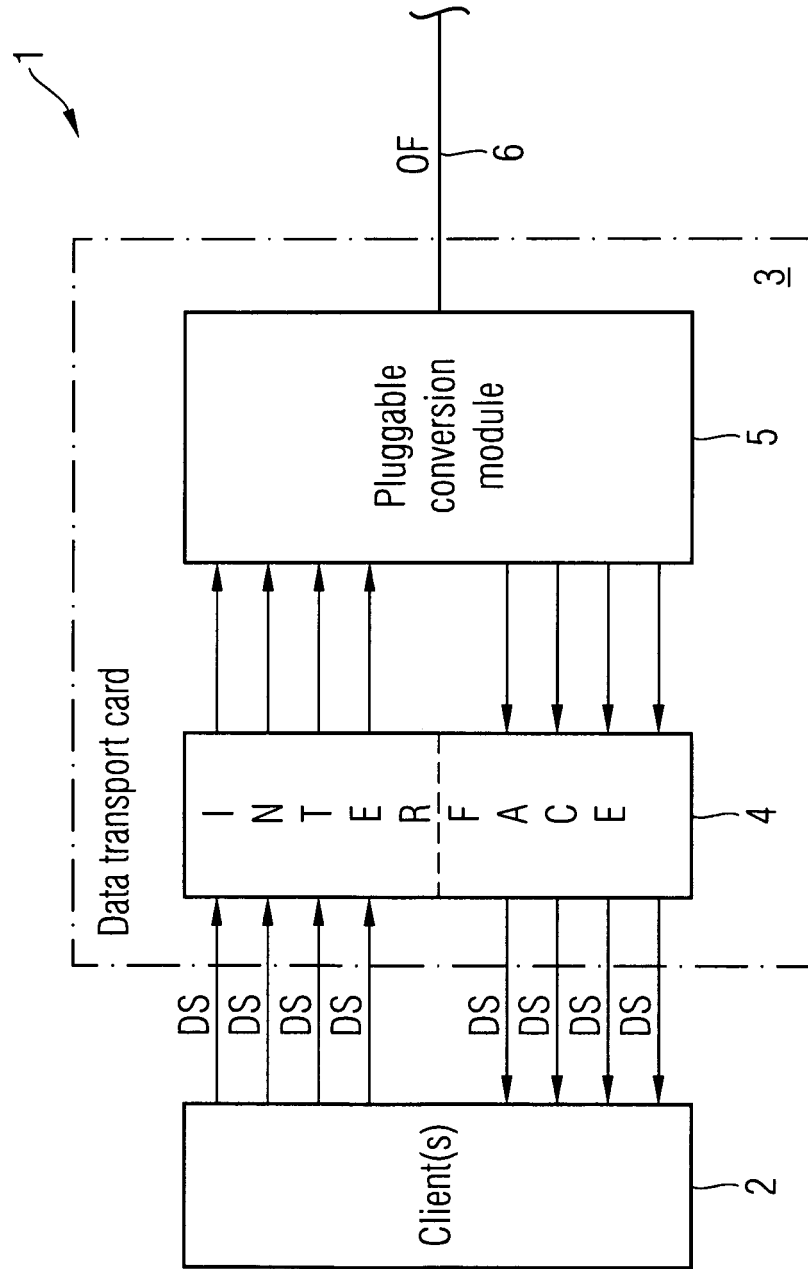 1
Data transport card
DS
DS
DS
DS
DS
DS
DS
DS
Client(s)
INTERFACE
Pluggable
conversion
module
OF
6
2
4
5
3